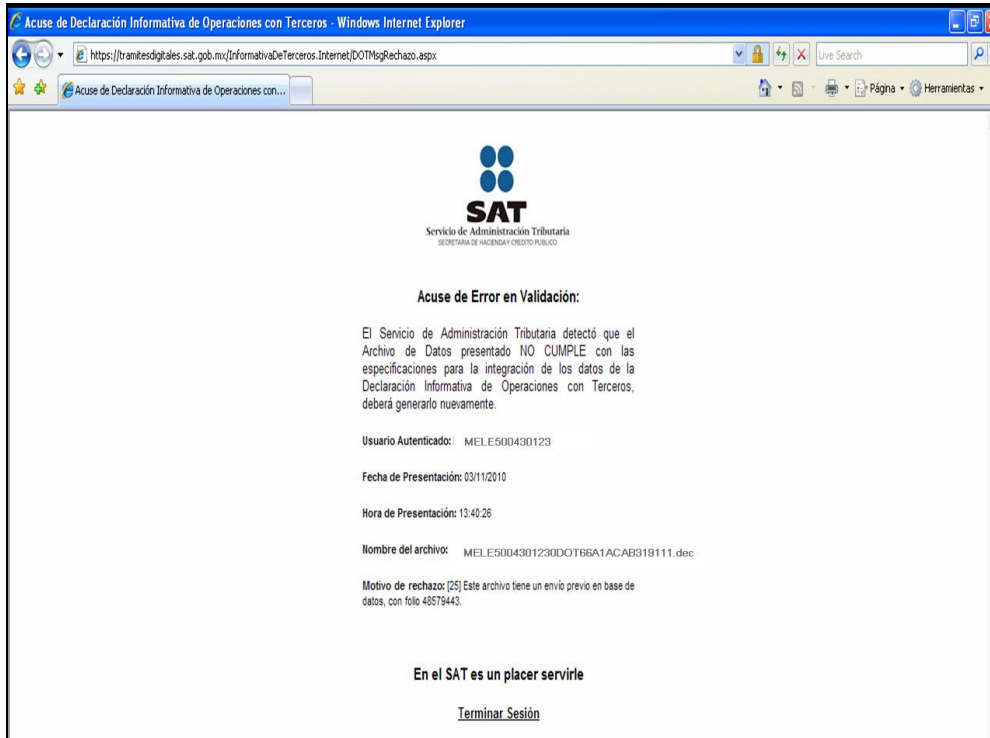 Acuse de Declaración Informativa de Operaciones con Terceros - Windows Internet Explorer
https://tramitesdigitales.sat.gob.mx/InformativaDeTerceros.Internet/DOTMsgRechazo.aspx
Live Search
Acuse de Declaración Informativa de Operaciones con...
Página
Herramientas
SAT
Servicio de Administración Tributaria
SECRETARIA DE HACIENDA Y CREDITO PUBLICO
Acuse de Error en Validación:
El Servicio de Administración Tributaria detectó que el
Archivo de Datos presentado NO CUMPLE con las
especificaciones para la integración de los datos de la
Declaración Informativa de Operaciones con Terceros,
deberá generarlo nuevamente.
Usuario Autenticado: MELE500430123
Fecha de Presentación: 03/11/2010
Hora de Presentación: 13:40:26
Nombre del archivo: MELE5004301230DOT66A1ACAB319111.dec
Motivo de rechazo: [25] Este archivo tiene un envío previo en base de
datos, con folio 48579443.
En el SAT es un placer servirle
Terminar Sesión